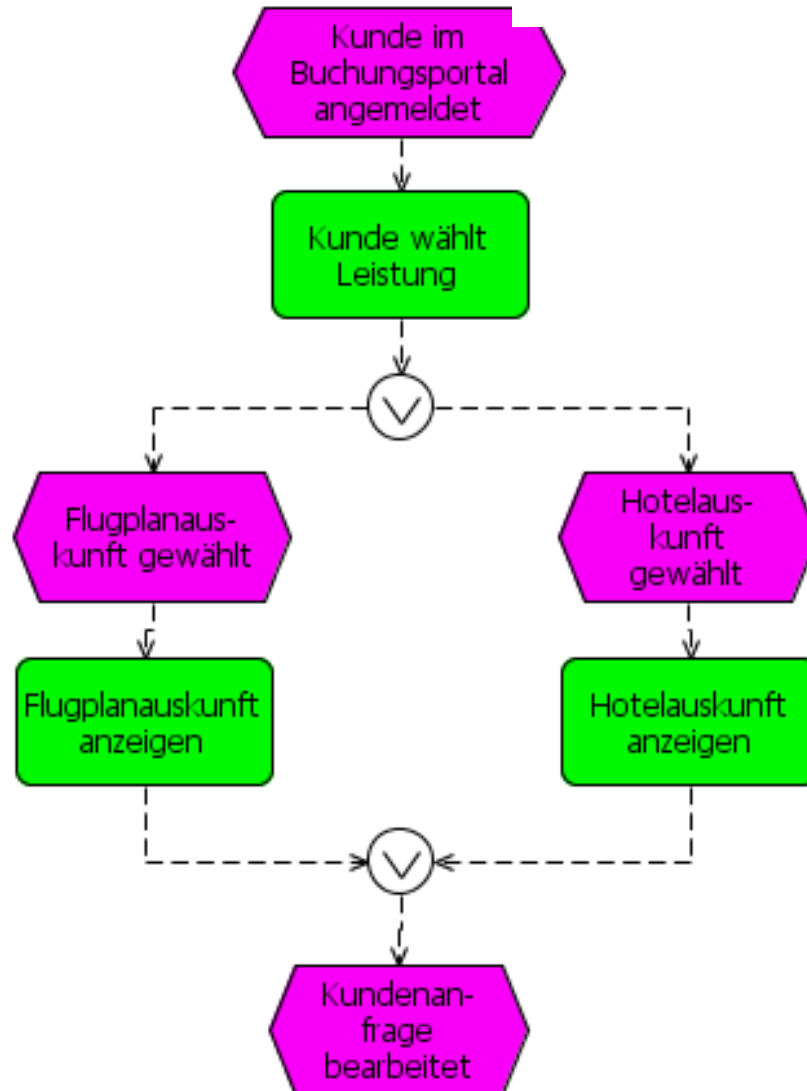 Kunde im
Buchungsportal
angemeldet
Kunde wählt
Leistung
Flugplanaus-
kunft gewählt
Hotelaus-
kunft
gewählt
Flugplanauskunft
anzeigen
Hotelauskunft
anzeigen
Kundenan-
frage
bearbeitet